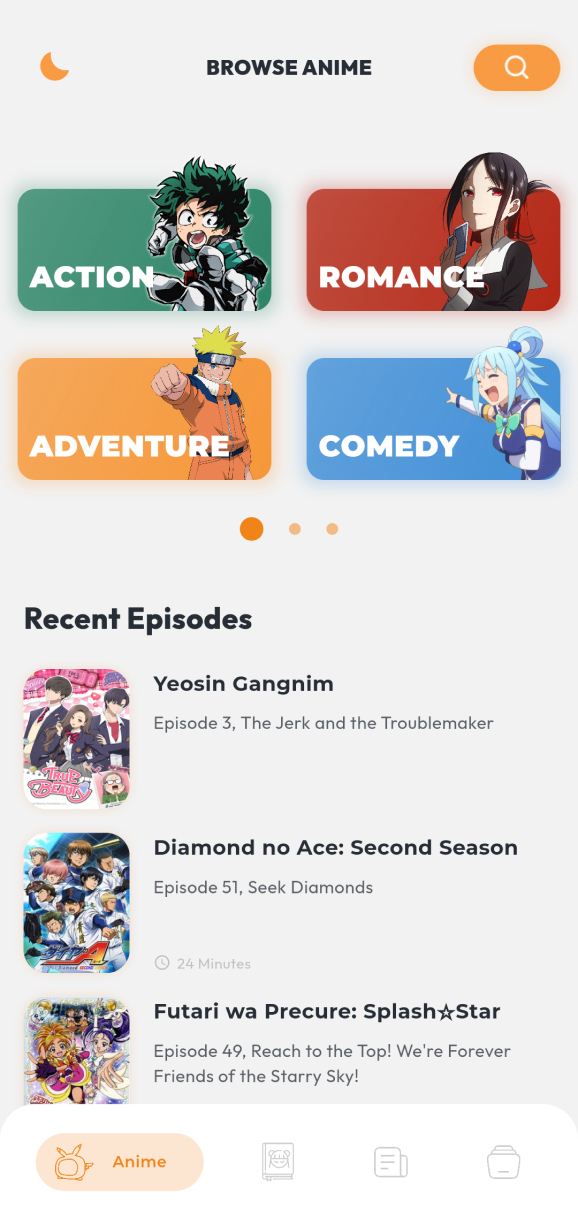 BROWSE ANIME
ACTION
ROMANCE
ADVENTURE
COMEDY
Recent Episodes
Yeosin Gangnim
Episode 3, The Jerk and the Troublemaker
TRUE BEAUTY
Diamond no Ace: Second Season
Episode 51, Seek Diamonds
24 Minutes
Futari wa Precure: Splash☆Star
Episode 49, Reach to the Top! We're Forever
Friends of the Starry Sky!
Anime